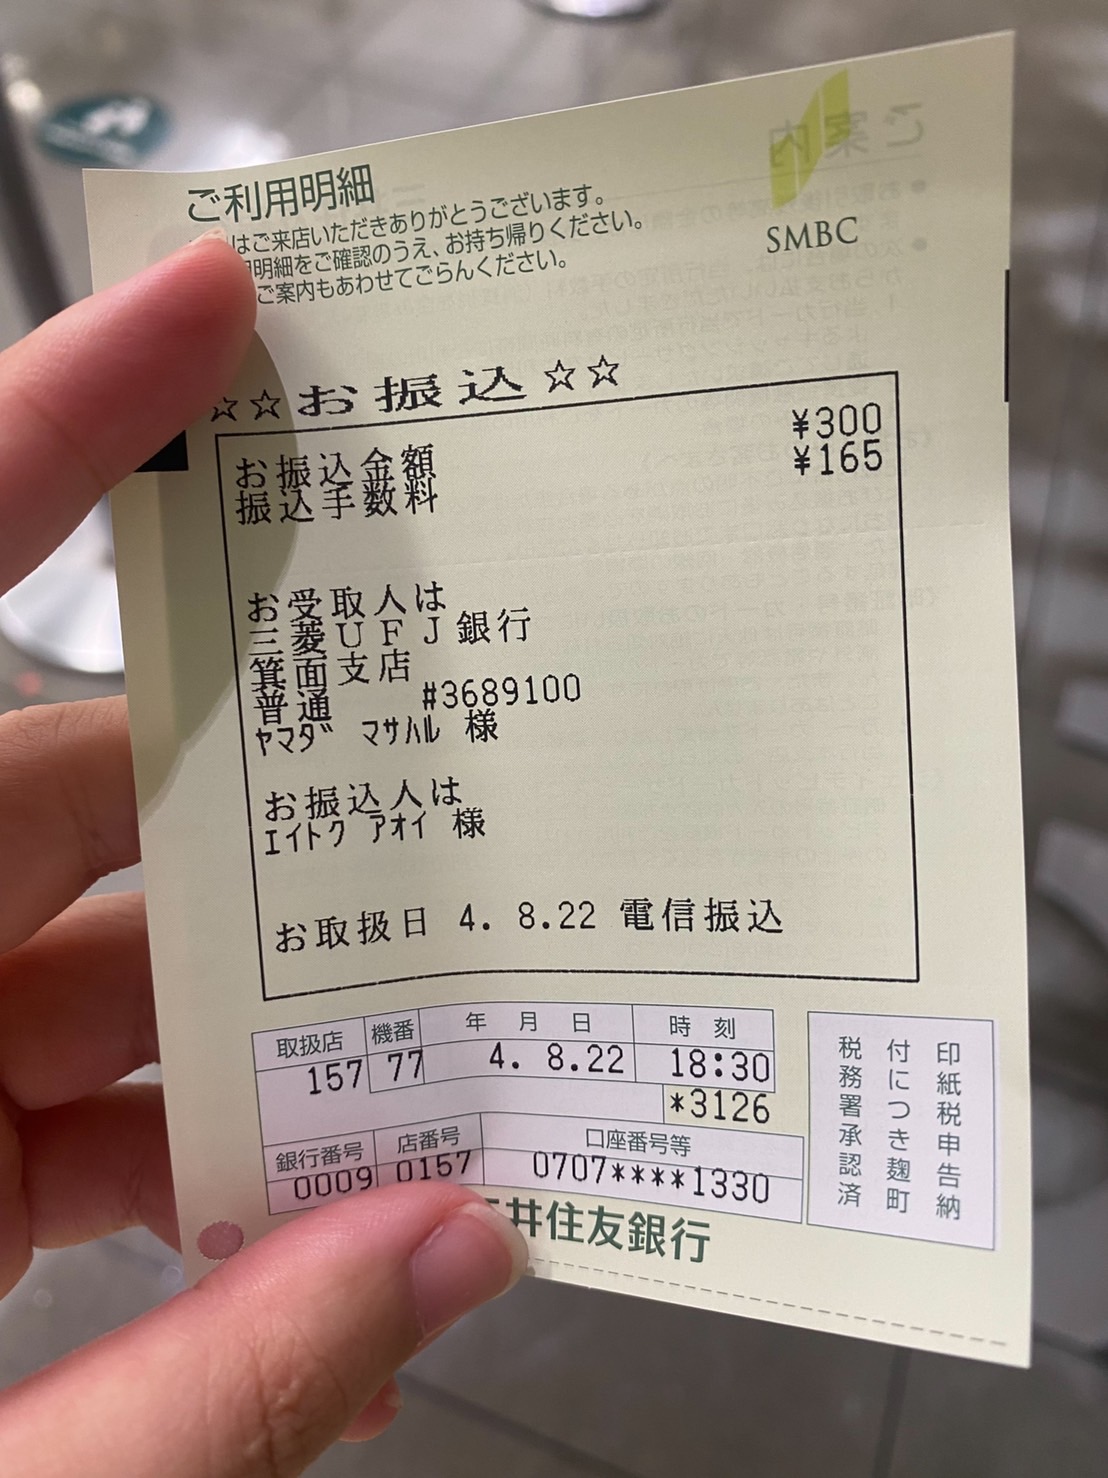 ご利用明細
はご来店いただきありがとうございます。
明細をご確認のうえ、お持ち帰りください。
ご案内もあわせてごらんください。
SMBC
☆☆お振込☆☆
お振込金額 ¥300
振込手数料 ¥165
お受取人は
三菱UFJ銀行
箕面支店
普通 #3689100
ﾔﾏﾀﾞ ﾏｻﾊﾙ 様
お振込人は
ｴｲﾄｸ ｱｵｲ 様
お取扱日 4. 8.22 電信振込
取扱店 機番 年 月 日 時 刻
157 77 4. 8.22 18:30
*3126
銀行番号 店番号 口座番号等
0009 0157 0707****1330
井住友銀行
印紙税申告納
付につき麹町
税務署承認済